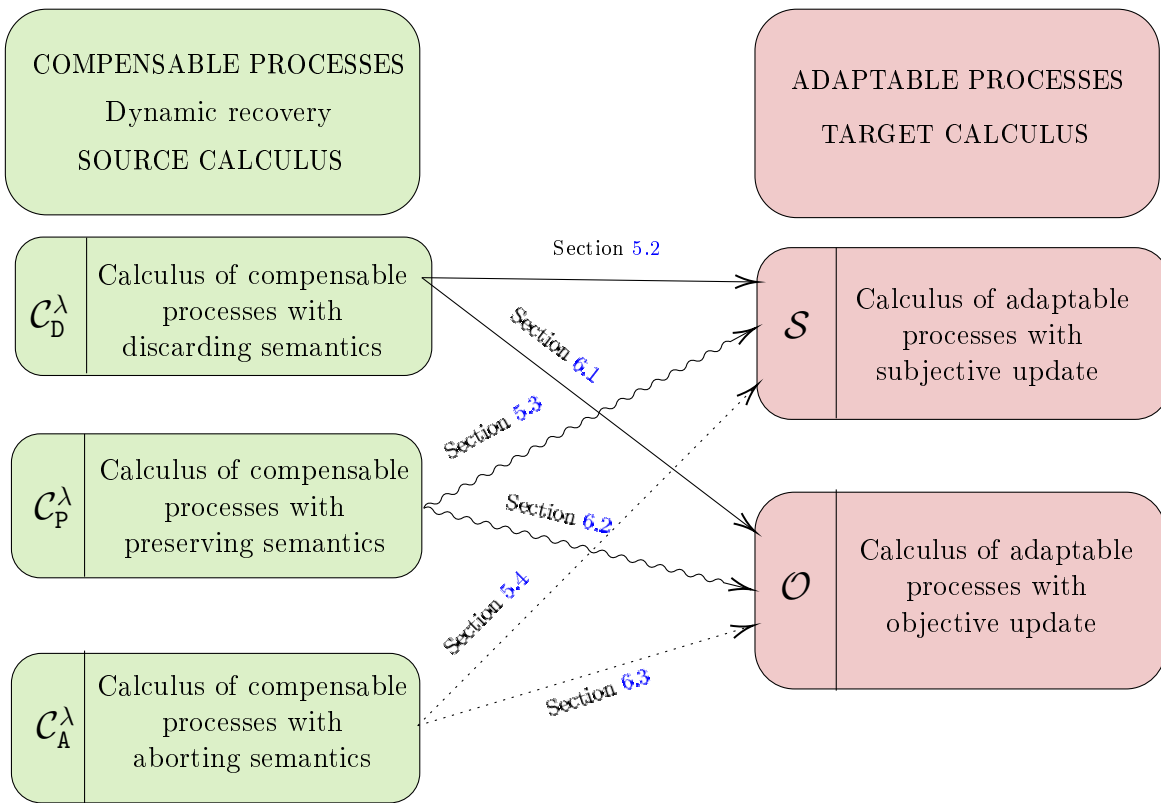 COMPENSABLE PROCESSES
Dynamic recovery
SOURCE CALCULUS
ADAPTABLE PROCESSES
TARGET CALCULUS
Section 5.2
𝒞_D^λ
Calculus of compensable
processes with
discarding semantics
𝒮
Calculus of adaptable
processes with
subjective update
Section 6.1
Section 5.3
𝒞_P^λ
Calculus of compensable
processes with
preserving semantics
Section 6.2
𝒪
Calculus of adaptable
processes with
objective update
Section 5.4
𝒞_A^λ
Calculus of compensable
processes with
aborting semantics
Section 6.3